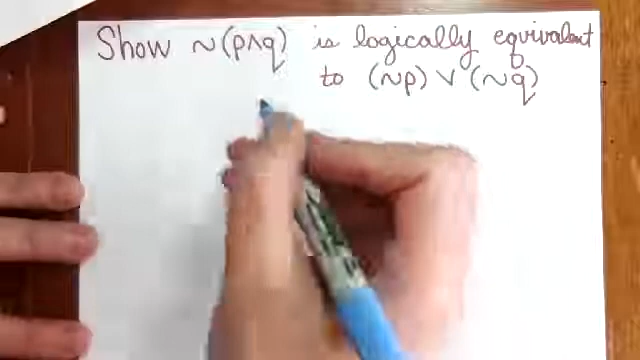 Show ~(p∧q) is logically equivalent
to (~p) ∨ (~q)